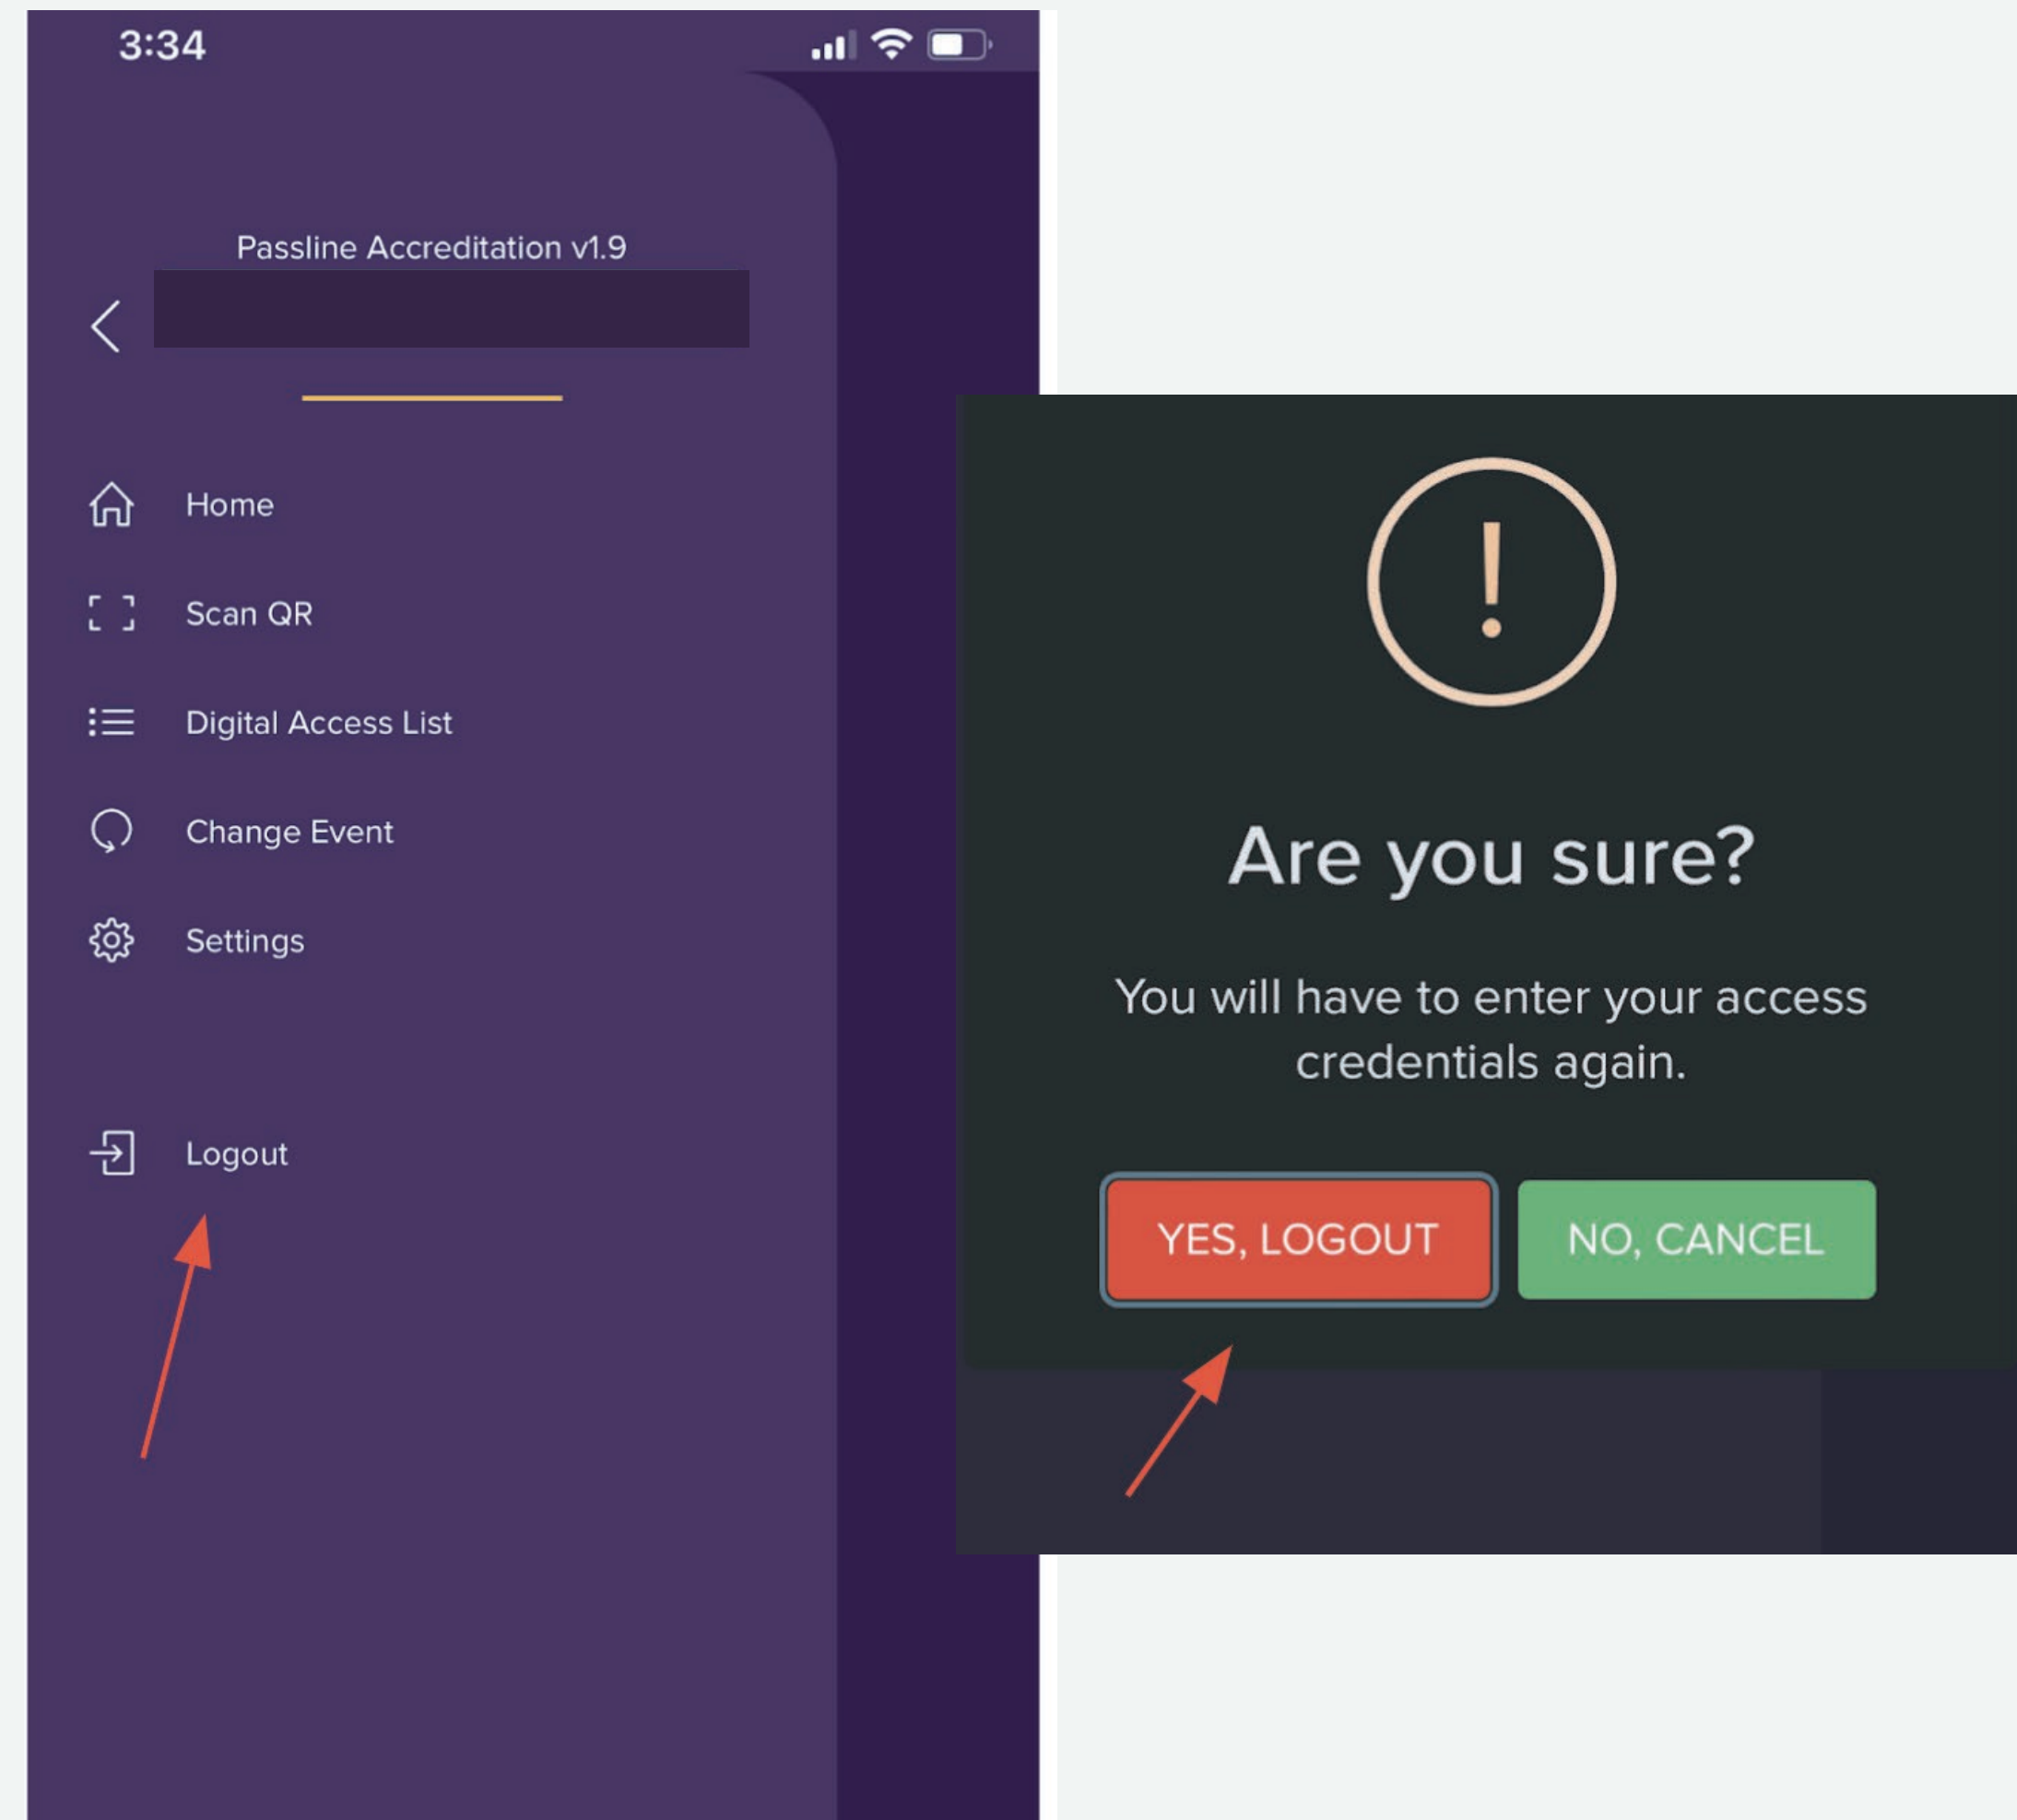 3:34
Passline Accreditation v1.9
Home
Scan QR
Digital Access List
Change Event
Settings
Logout
!
Are you sure?
You will have to enter your access
credentials again.
YES, LOGOUT
NO, CANCEL